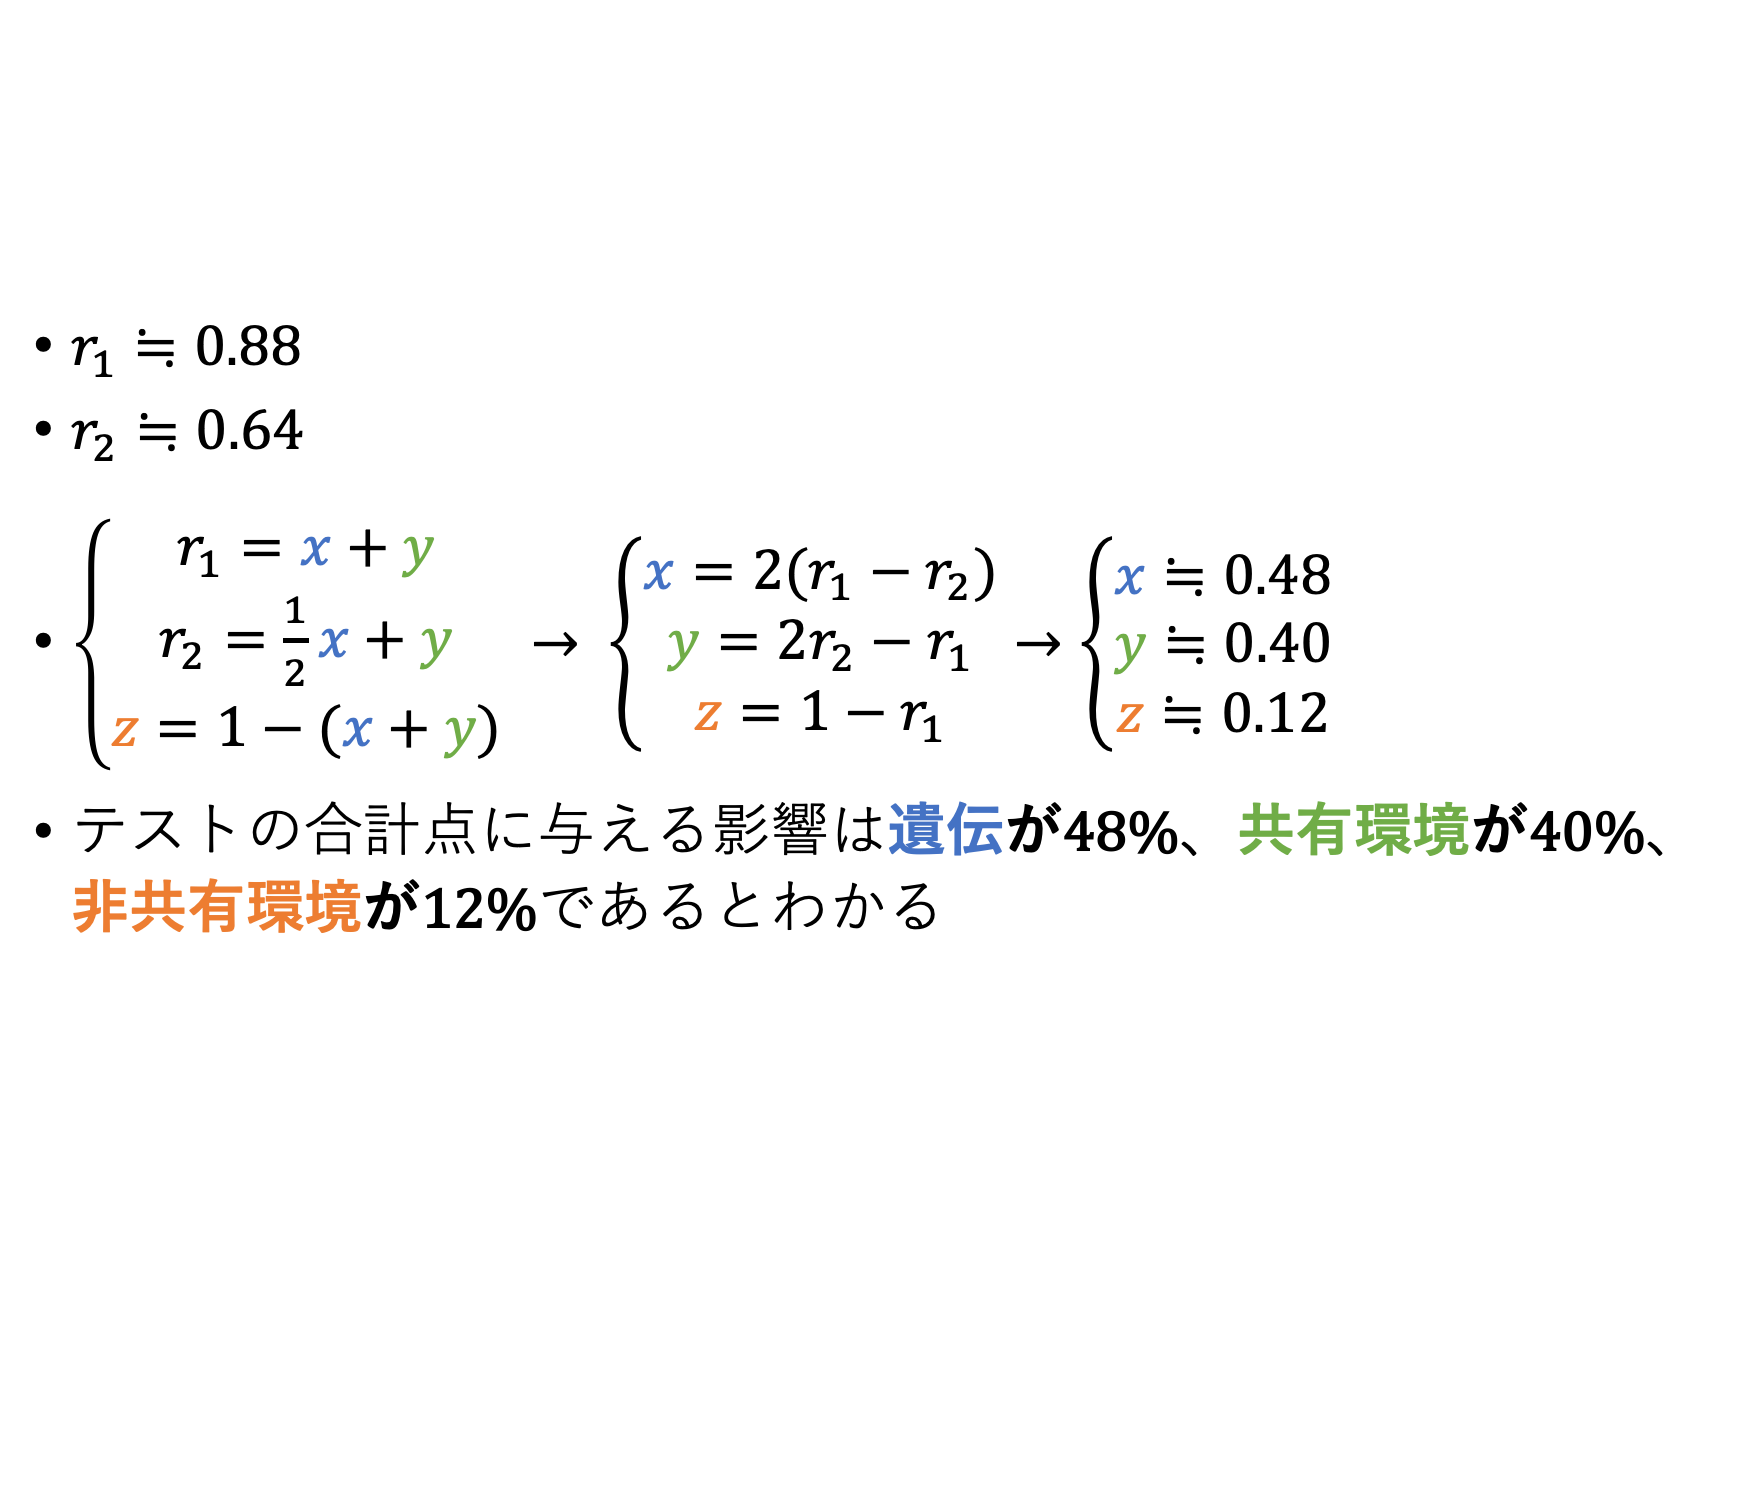 • r₁ ≒ 0.88
• r₂ ≒ 0.64
• { r₁ = x + y
r₂ = 1/2 x + y
z = 1 − (x + y)
→ { x = 2(r₁ − r₂)
y = 2r₂ − r₁
z = 1 − r₁
→ { x ≒ 0.48
y ≒ 0.40
z ≒ 0.12
• テストの合計点に与える影響は遺伝が48%、共有環境が40%、
非共有環境が12%であるとわかる